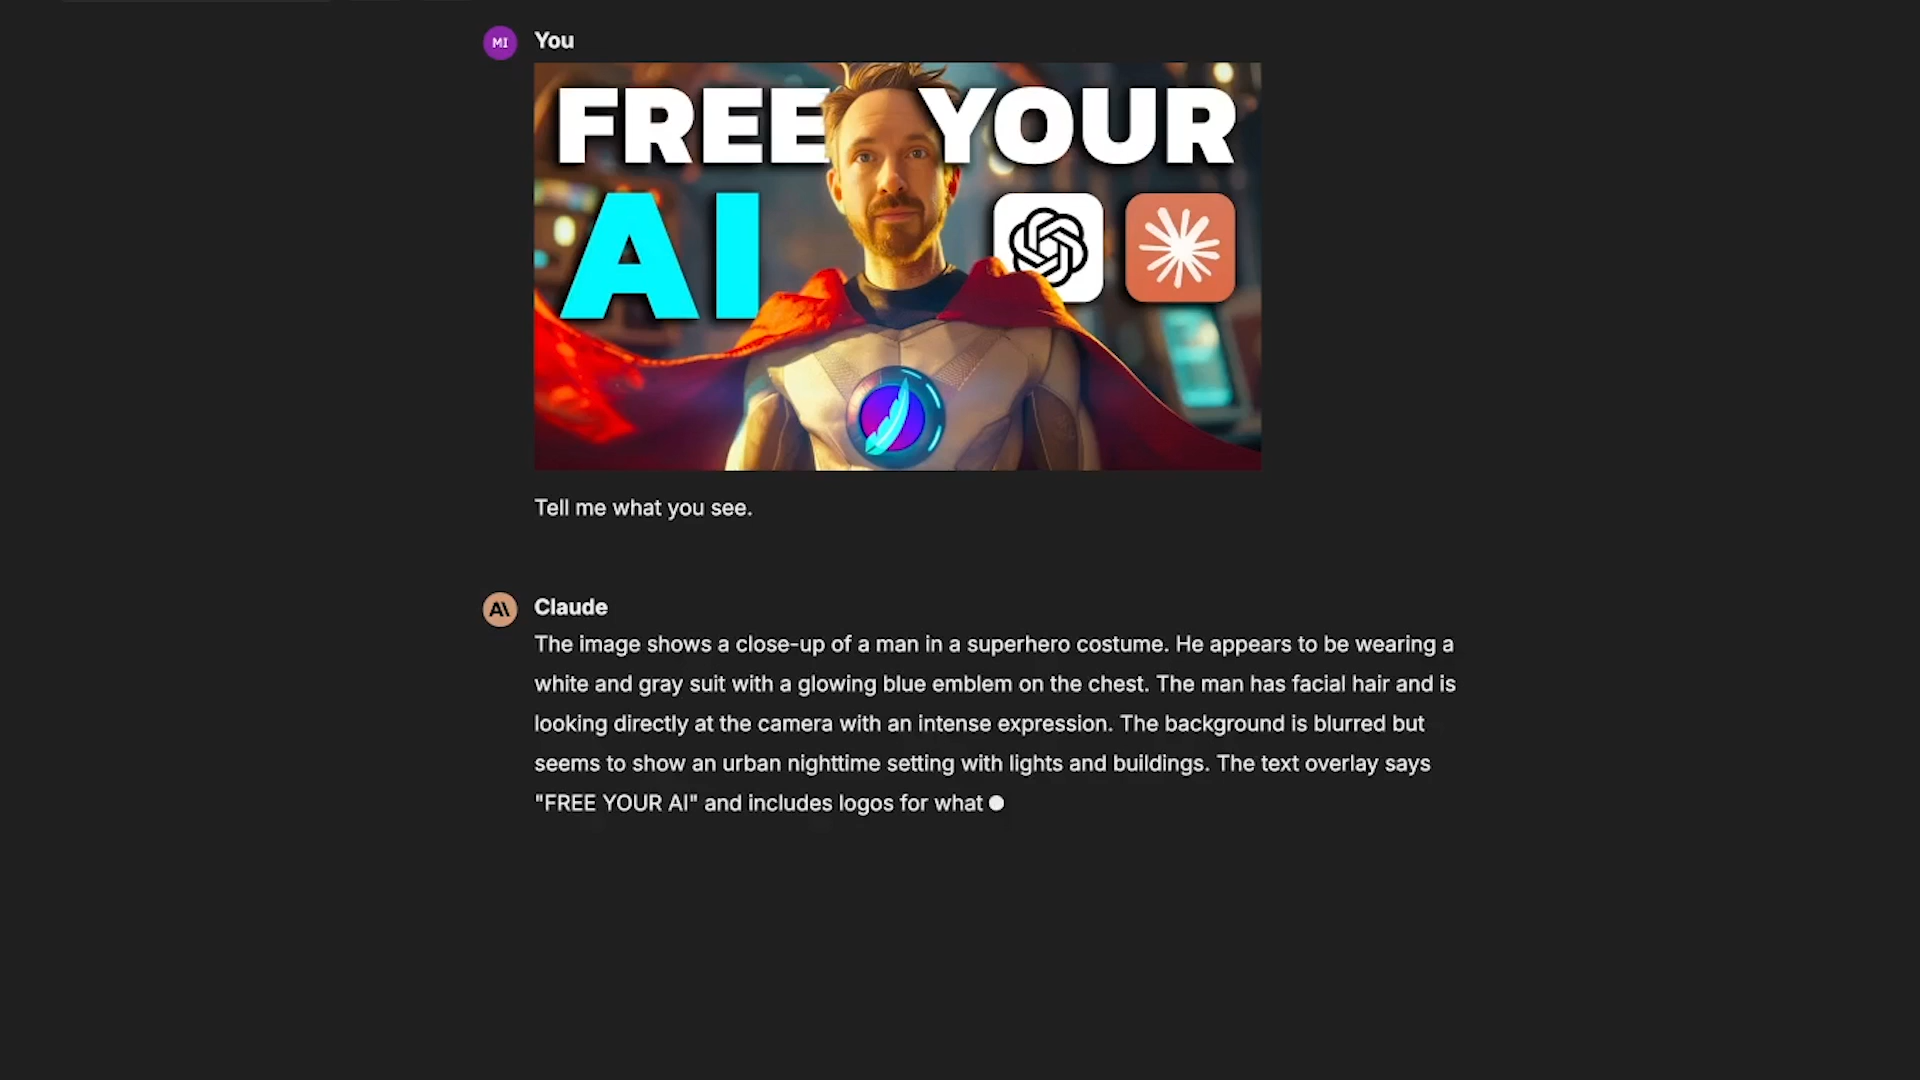 MI
You
FREE YOUR
AI
Tell me what you see.
Claude
The image shows a close-up of a man in a superhero costume. He appears to be wearing a
white and gray suit with a glowing blue emblem on the chest. The man has facial hair and is
looking directly at the camera with an intense expression. The background is blurred but
seems to show an urban nighttime setting with lights and buildings. The text overlay says
"FREE YOUR AI" and includes logos for what